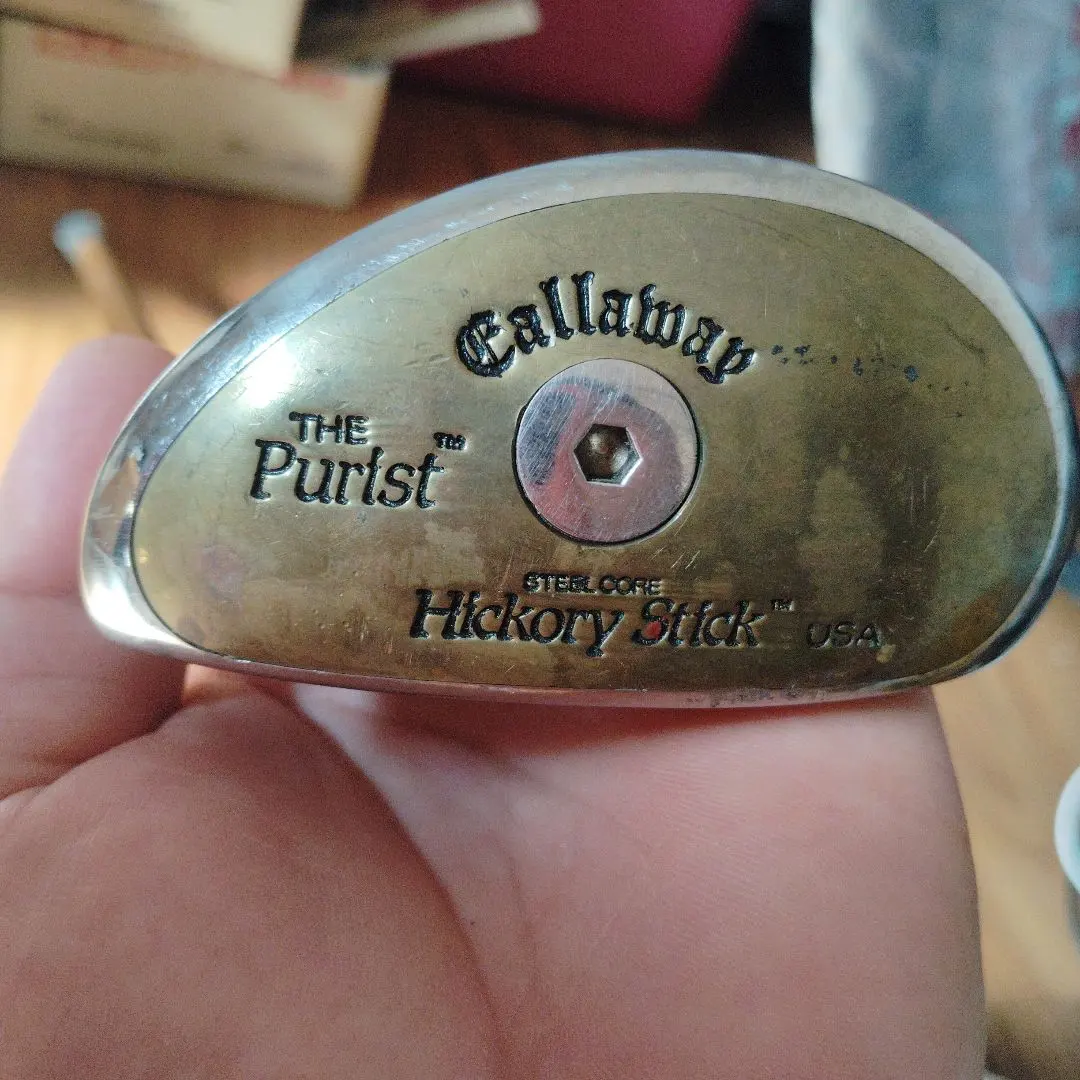 Callaway
THE
Purist™
STEEL CORE
Hickory Stick™ USA